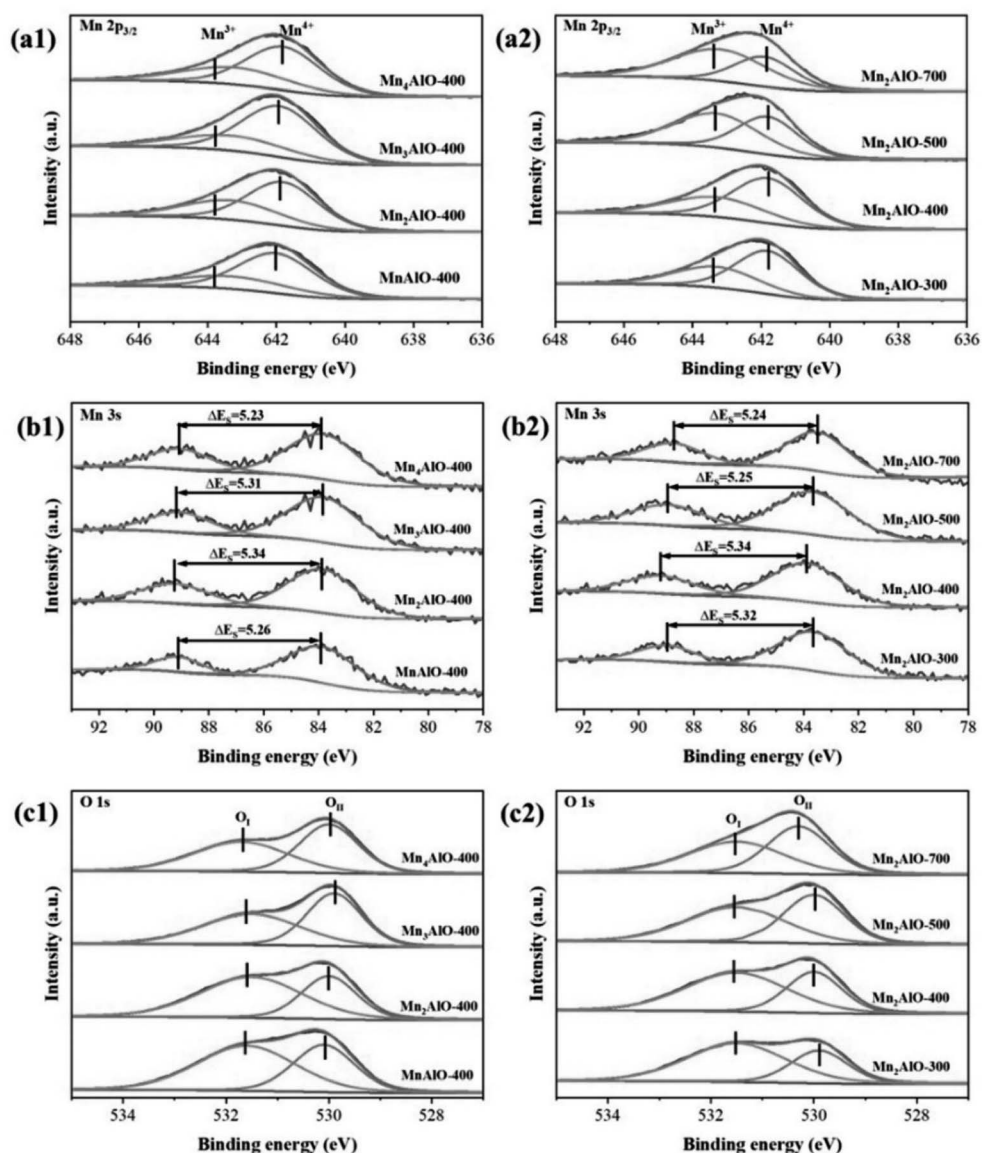 (a1)
Mn 2p3/2
Mn3+
Mn4+
Mn4AlO-400
Mn3AlO-400
Mn2AlO-400
MnAlO-400
Intensity (a.u.)
648 646 644 642 640 638 636
Binding energy (eV)
(a2)
Mn 2p3/2
Mn3+
Mn4+
Mn2AlO-700
Mn2AlO-500
Mn2AlO-400
Mn2AlO-300
Intensity (a.u.)
648 646 644 642 640 638 636
Binding energy (eV)
(b1)
Mn 3s
ΔES=5.23
Mn4AlO-400
ΔES=5.31
Mn3AlO-400
ΔES=5.34
Mn2AlO-400
ΔES=5.26
MnAlO-400
Intensity (a.u.)
92 90 88 86 84 82 80 78
Binding energy (eV)
(b2)
Mn 3s
ΔES=5.24
Mn2AlO-700
ΔES=5.25
Mn2AlO-500
ΔES=5.34
Mn2AlO-400
ΔES=5.32
Mn2AlO-300
Intensity (a.u.)
92 90 88 86 84 82 80 78
Binding energy (eV)
(c1)
O 1s
OI
OII
Mn4AlO-400
Mn3AlO-400
Mn2AlO-400
MnAlO-400
Intensity (a.u.)
534 532 530 528
Binding energy (eV)
(c2)
O 1s
OI
OII
Mn2AlO-700
Mn2AlO-500
Mn2AlO-400
Mn2AlO-300
Intensity (a.u.)
534 532 530 528
Binding energy (eV)